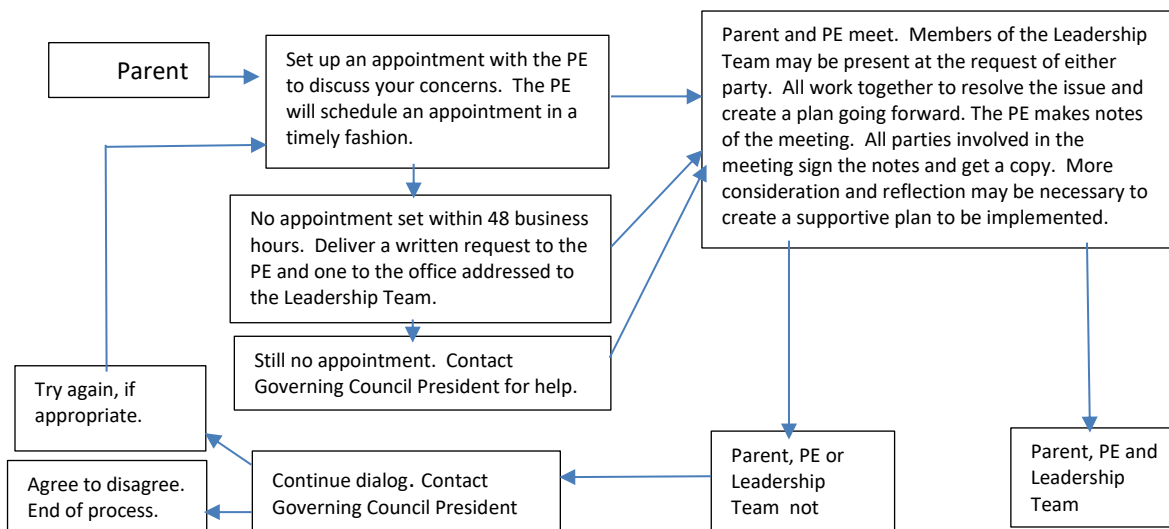 Parent
Set up an appointment with the PE
to discuss your concerns.  The PE
will schedule an appointment in a
timely fashion.
Parent and PE meet.  Members of the Leadership
Team may be present at the request of either
party.  All work together to resolve the issue and
create a plan going forward. The PE makes notes
of the meeting.  All parties involved in the
meeting sign the notes and get a copy.  More
consideration and reflection may be necessary to
create a supportive plan to be implemented.
No appointment set within 48 business
hours.  Deliver a written request to the
PE and one to the office addressed to
the Leadership Team.
Still no appointment.  Contact
Governing Council President for help.
Try again, if
appropriate.
Agree to disagree.
End of process.
Continue dialog. Contact
Governing Council President
Parent, PE or
Leadership
Team  not
Parent, PE and
Leadership
Team